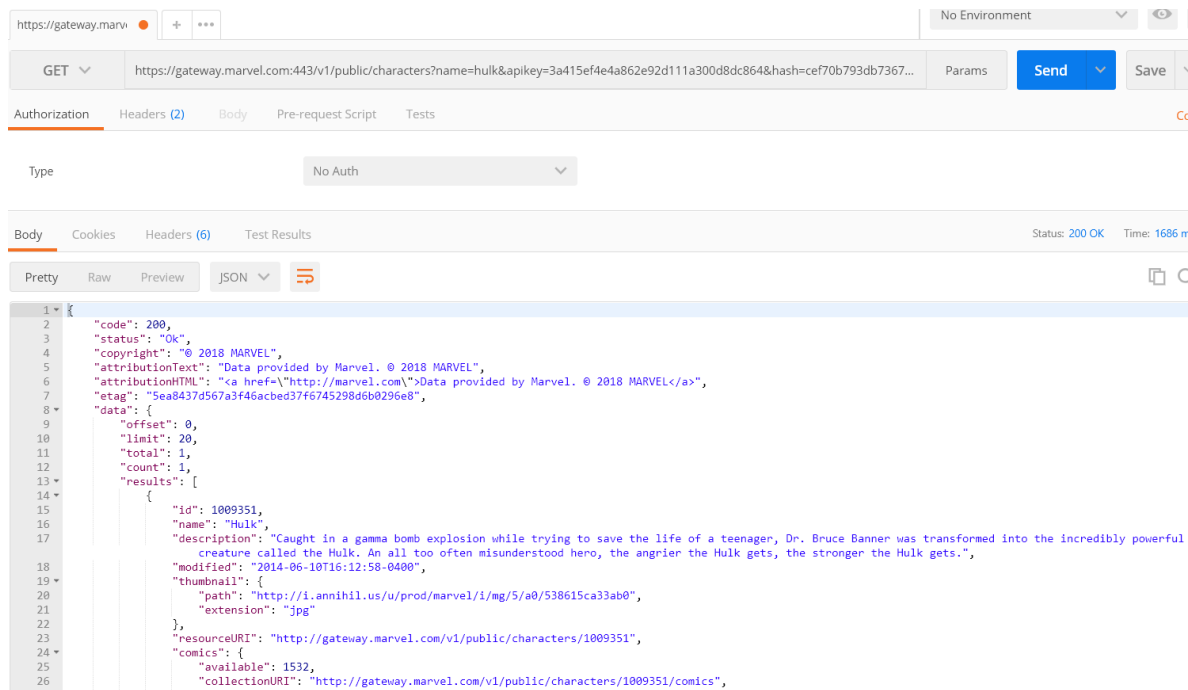 https://gateway.marv
No Environment
GET https://gateway.marvel.com:443/v1/public/characters?name=hulk&apikey=3a415ef4e4a862e92d111a300d8dc864&hash=cef70b793db7367... Params Send Save
Authorization Headers (2) Body Pre-request Script Tests Co
Type No Auth
Body Cookies Headers (6) Test Results Status: 200 OK Time: 1686 m
Pretty Raw Preview JSON
1 {
2 "code": 200,
3 "status": "Ok",
4 "copyright": "© 2018 MARVEL",
5 "attributionText": "Data provided by Marvel. © 2018 MARVEL",
6 "attributionHTML": "<a href=\"http://marvel.com\">Data provided by Marvel. © 2018 MARVEL</a>",
7 "etag": "5ea8437d567a3f46acbed37f6745298d6b0296e8",
8 "data": {
9 "offset": 0,
10 "limit": 20,
11 "total": 1,
12 "count": 1,
13 "results": [
14 {
15 "id": 1009351,
16 "name": "Hulk",
17 "description": "Caught in a gamma bomb explosion while trying to save the life of a teenager, Dr. Bruce Banner was transformed into the incredibly powerful
creature called the Hulk. An all too often misunderstood hero, the angrier the Hulk gets, the stronger the Hulk gets.",
18 "modified": "2014-06-10T16:12:58-0400",
19 "thumbnail": {
20 "path": "http://i.annihil.us/u/prod/marvel/i/mg/5/a0/538615ca33ab0",
21 "extension": "jpg"
22 },
23 "resourceURI": "http://gateway.marvel.com/v1/public/characters/1009351",
24 "comics": {
25 "available": 1532,
26 "collectionURI": "http://gateway.marvel.com/v1/public/characters/1009351/comics",